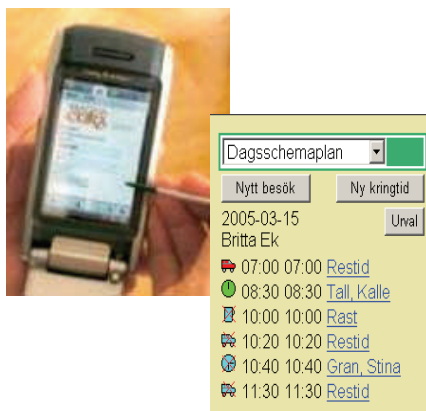 Dagsschemaplan
Nytt besök Ny kringtid
2005-03-15 Urval
Britta Ek
07:00 07:00 Restid
08:30 08:30 Tall, Kalle
10:00 10:00 Rast
10:20 10:20 Restid
10:40 10:40 Gran, Stina
11:30 11:30 Restid